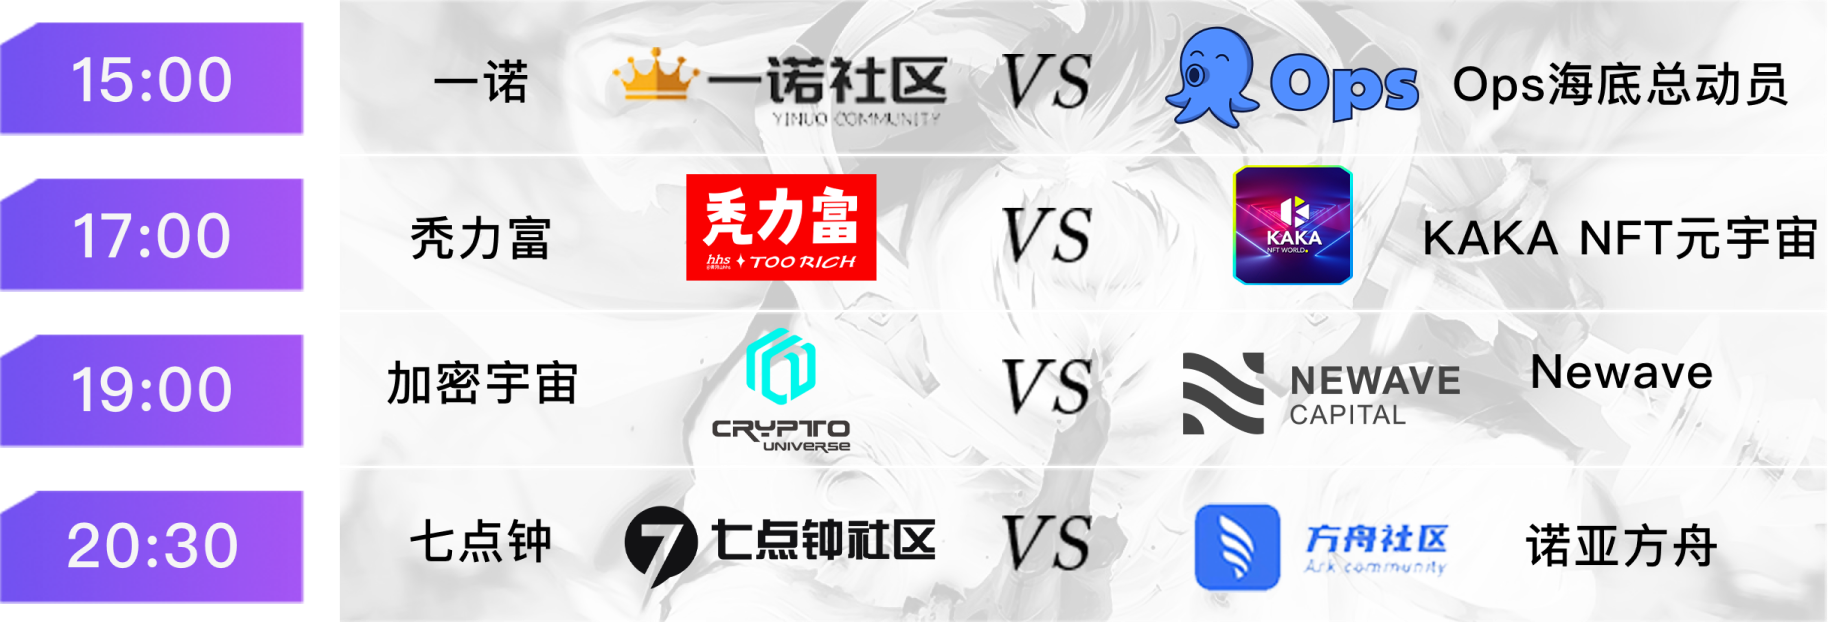 15:00
一诺
一诺社区
YINUO COMMUNITY
VS
Ops
Ops海底总动员
17:00
秃力富
秃力富
hhs
TOO RICH
VS
KAKA
NFT WORLD
KAKA NFT元宇宙
19:00
加密宇宙
CRYPTO
UNIVERSE
VS
NEWAVE
CAPITAL
Newave
20:30
七点钟
7
七点钟社区
VS
方舟社区
Ark community
诺亚方舟